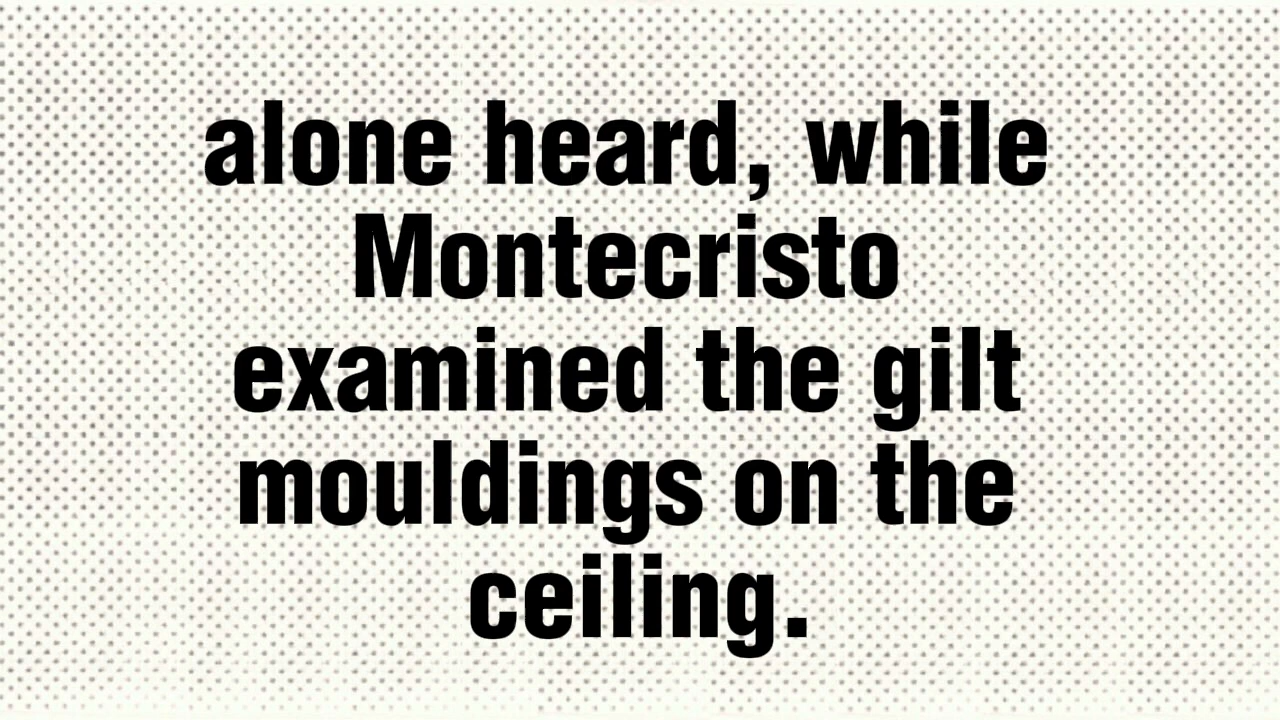 alone heard, while
Montecristo
examined the gilt
mouldings on the
ceiling.